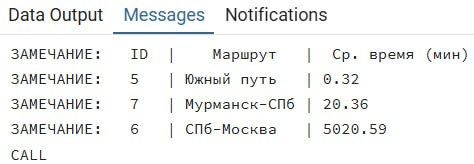 Data Output Messages Notifications
ЗАМЕЧАНИЕ: ID | Маршрут | Ср. время (мин)
ЗАМЕЧАНИЕ: 5 | Южный путь | 0.32
ЗАМЕЧАНИЕ: 7 | Мурманск-СПб | 20.36
ЗАМЕЧАНИЕ: 6 | СПб-Москва | 5020.59
CALL